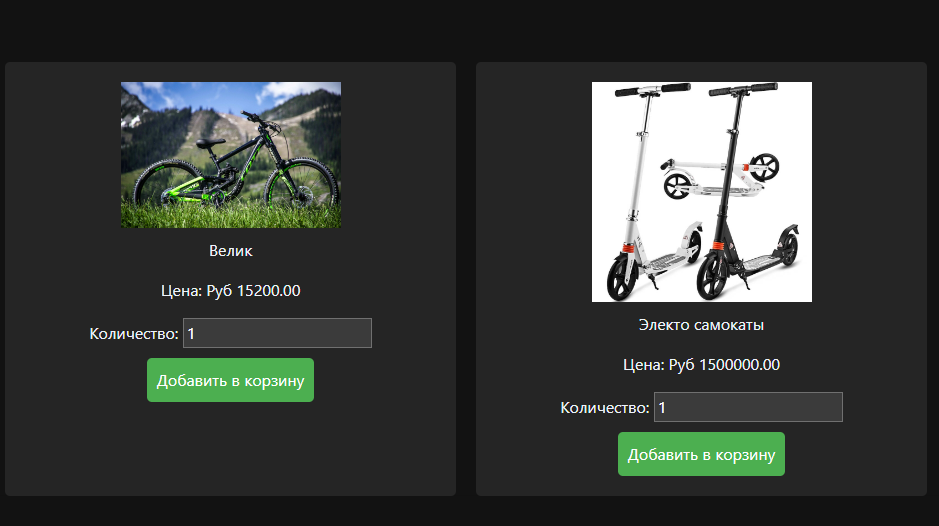 Велик
Цена: Руб 15200.00
Количество: 1
Добавить в корзину
Электо самокаты
Цена: Руб 1500000.00
Количество: 1
Добавить в корзину